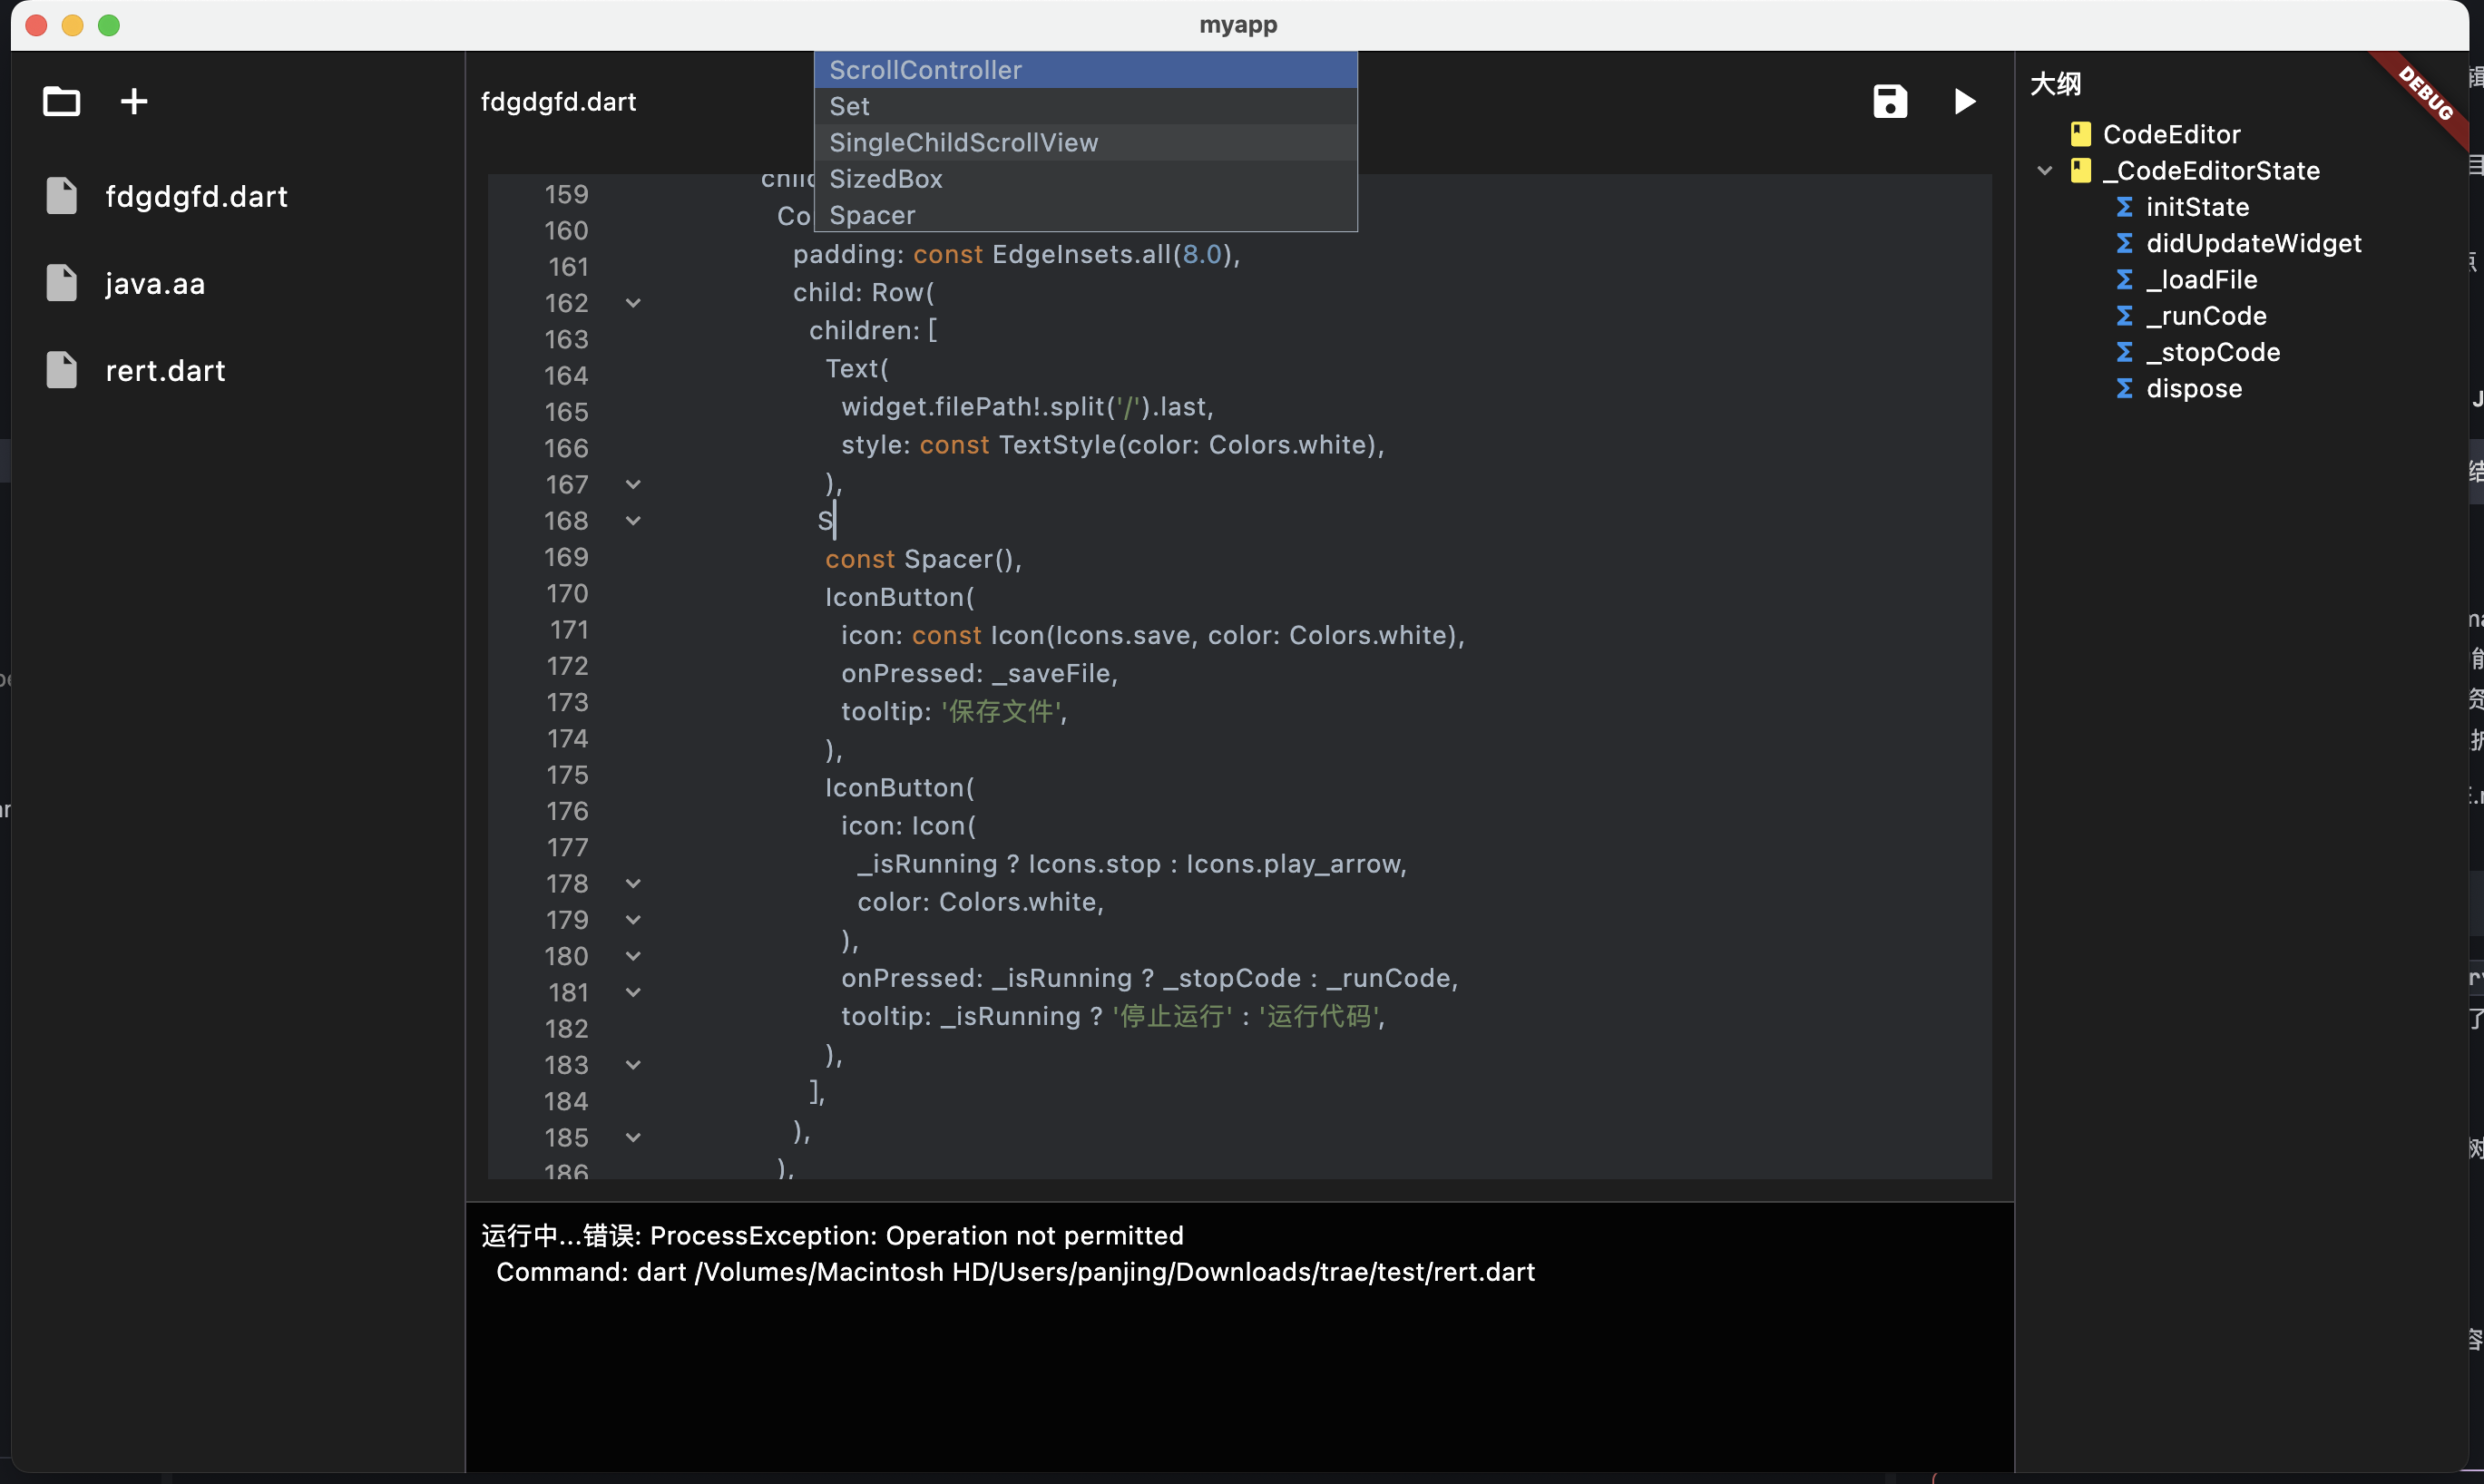 myapp
fdgdgfd.dart
java.aa
rert.dart
fdgdgfd.dart
ScrollController
Set
SingleChildScrollView
SizedBox
Spacer
159
160 Co
161 padding: const EdgeInsets.all(8.0),
162 child: Row(
163 children: [
164 Text(
165 widget.filePath!.split('/').last,
166 style: const TextStyle(color: Colors.white),
167 ),
168 S
169 const Spacer(),
170 IconButton(
171 icon: const Icon(Icons.save, color: Colors.white),
172 onPressed: _saveFile,
173 tooltip: '保存文件',
174 ),
175 IconButton(
176 icon: Icon(
177 _isRunning ? Icons.stop : Icons.play_arrow,
178 color: Colors.white,
179 ),
180 onPressed: _isRunning ? _stopCode : _runCode,
181 tooltip: _isRunning ? '停止运行' : '运行代码',
182 ),
183 ],
184 ),
185 ),
186
运行中...错误: ProcessException: Operation not permitted
Command: dart /Volumes/Macintosh HD/Users/panjing/Downloads/trae/test/rert.dart
大纲
DEBUG
CodeEditor
_CodeEditorState
initState
didUpdateWidget
_loadFile
_runCode
_stopCode
dispose